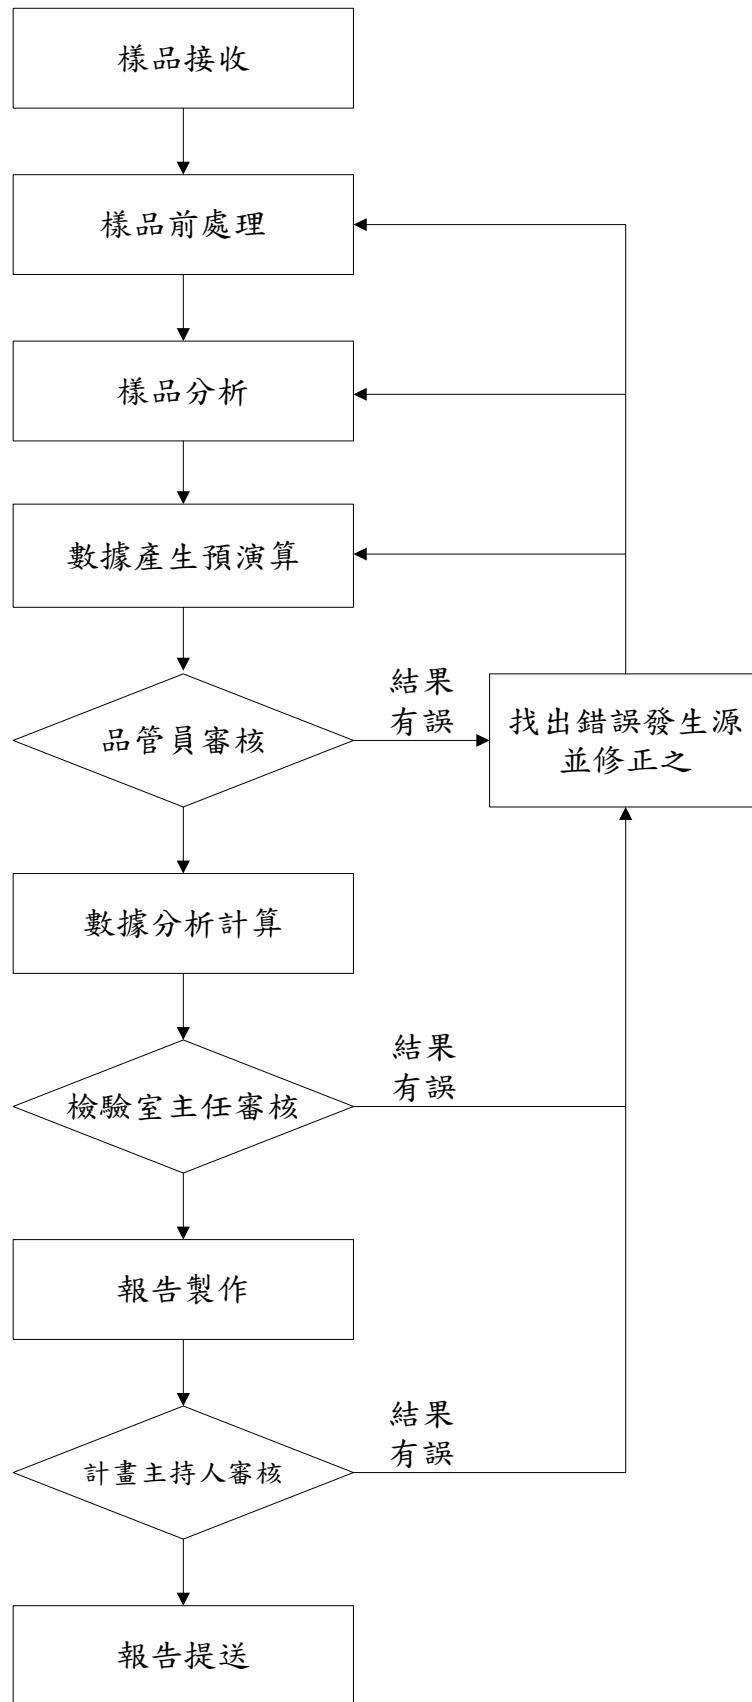 樣品接收
樣品前處理
樣品分析
數據產生預演算
品管員審核
結果
有誤
找出錯誤發生源
並修正之
數據分析計算
檢驗室主任審核
結果
有誤
報告製作
計畫主持人審核
結果
有誤
報告提送